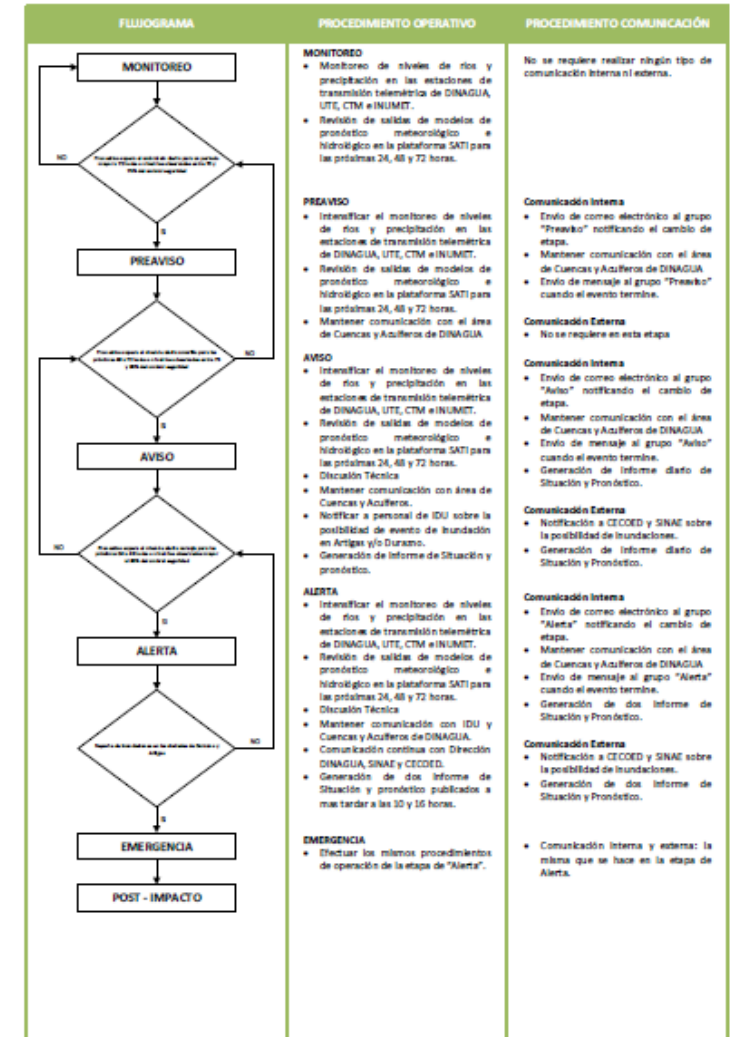 FLUJOGRAMA
PROCEDIMIENTO OPERATIVO
PROCEDIMIENTO COMUNICACIÓN
MONITOREO
NO
SI
PREAVISO
NO
SI
AVISO
NO
SI
ALERTA
NO
SI
EMERGENCIA
POST - IMPACTO
MONITOREO
• Monitoreo de niveles de ríos y
precipitación en las estaciones de
transmisión telemétrica de DINAGUA,
UTE, CTM e INUMET.
• Revisión de salidas de modelos de
pronóstico meteorológico e
hidrológico en la plataforma SATI para
las próximas 24, 48 y 72 horas.
PREAVISO
• Intensificar el monitoreo de niveles
de ríos y precipitación en las
estaciones de transmisión telemétrica
de DINAGUA, UTE, CTM e INUMET.
• Revisión de salidas de modelos de
pronóstico meteorológico e
hidrológico en la plataforma SATI para
las próximas 24, 48 y 72 horas.
• Mantener comunicación con el área
de Cuencas y Acuíferos de DINAGUA
AVISO
• Intensificar el monitoreo de niveles
de ríos y precipitación en las
estaciones de transmisión telemétrica
de DINAGUA, UTE, CTM e INUMET.
• Revisión de salidas de modelos de
pronóstico meteorológico e
hidrológico en la plataforma SATI para
las próximas 24, 48 y 72 horas.
• Discusión Técnica
• Mantener comunicación con área de
Cuencas y Acuíferos.
• Notificar a personal de IDU sobre la
posibilidad de evento de inundación
en Artigas y/o Durazno.
• Generación de Informe de Situación y
pronóstico.
ALERTA
• Intensificar el monitoreo de niveles
de ríos y precipitación en las
estaciones de transmisión telemétrica
de DINAGUA, UTE, CTM e INUMET.
• Revisión de salidas de modelos de
pronóstico meteorológico e
hidrológico en la plataforma SATI para
las próximas 24, 48 y 72 horas.
• Discusión Técnica
• Mantener comunicación con IDU y
Cuencas y Acuíferos de DINAGUA.
• Comunicación continua con Dirección
DINAGUA, SINAE y CECOED.
• Generación de dos Informe de
Situación y pronóstico publicados a
mas tardar a las 10 y 16 horas.
EMERGENCIA
• Efectuar los mismos procedimientos
de operación de la etapa de "Alerta".
No se requiere realizar ningún tipo de
comunicación interna ni externa.
Comunicación Interna
• Envío de correo electrónico al grupo
"Preaviso" notificando el cambio de
etapa.
• Mantener comunicación con el área
de Cuencas y Acuíferos de DINAGUA
• Envío de mensaje al grupo "Preaviso"
cuando el evento termine.
Comunicación Externa
• No se requiere en esta etapa
Comunicación Interna
• Envío de correo electrónico al grupo
"Aviso" notificando el cambio de
etapa.
• Mantener comunicación con el área
de Cuencas y Acuíferos de DINAGUA
• Envío de mensaje al grupo "Aviso"
cuando el evento termine.
• Generación de Informe diario de
Situación y Pronóstico.
Comunicación Externa
• Notificación a CECOED y SINAE sobre
la posibilidad de inundaciones.
• Generación de Informe diario de
Situación y Pronóstico.
Comunicación Interna
• Envío de correo electrónico al grupo
"Alerta" notificando el cambio de
etapa.
• Mantener comunicación con el área
de Cuencas y Acuíferos de DINAGUA
• Envío de mensaje al grupo "Alerta"
cuando el evento termine.
• Generación de dos Informe de
Situación y Pronóstico.
Comunicación Externa
• Notificación a CECOED y SINAE sobre
la posibilidad de inundaciones.
• Generación de dos Informe de
Situación y Pronóstico.
• Comunicación Interna y externa: la
misma que se hace en la etapa de
Alerta.